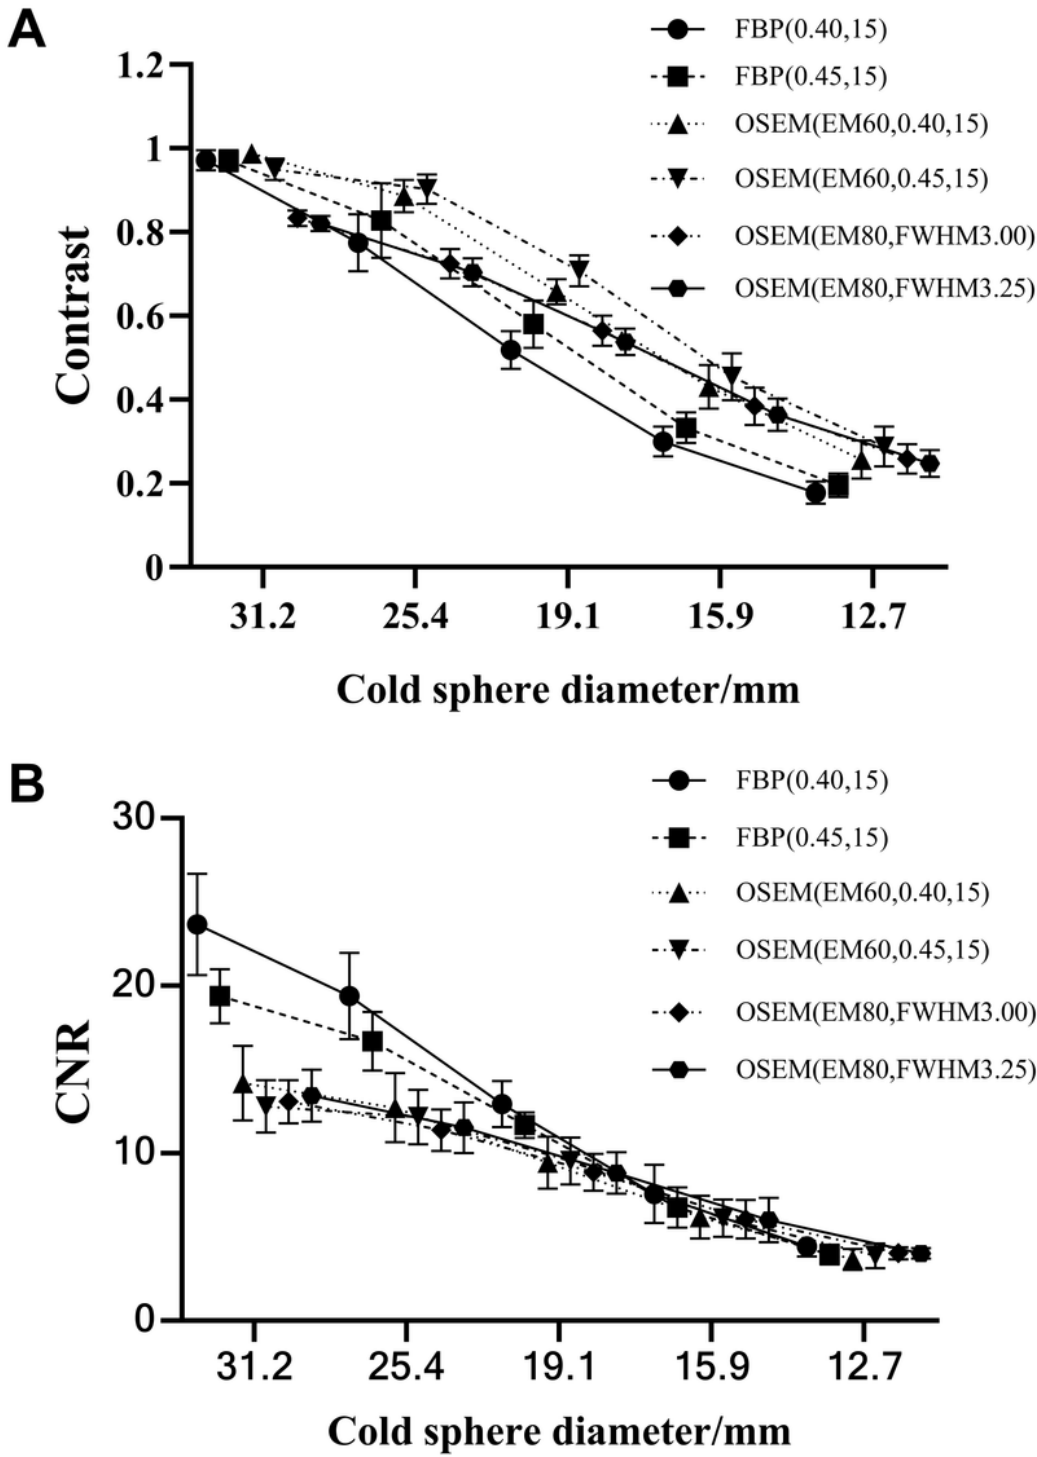 A
FBP(0.40,15)
FBP(0.45,15)
OSEM(EM60,0.40,15)
OSEM(EM60,0.45,15)
OSEM(EM80,FWHM3.00)
OSEM(EM80,FWHM3.25)
1.2
1
0.8
0.6
0.4
0.2
0
Contrast
31.2 25.4 19.1 15.9 12.7
Cold sphere diameter/mm
B
FBP(0.40,15)
FBP(0.45,15)
OSEM(EM60,0.40,15)
OSEM(EM60,0.45,15)
OSEM(EM80,FWHM3.00)
OSEM(EM80,FWHM3.25)
30
20
10
0
CNR
31.2 25.4 19.1 15.9 12.7
Cold sphere diameter/mm